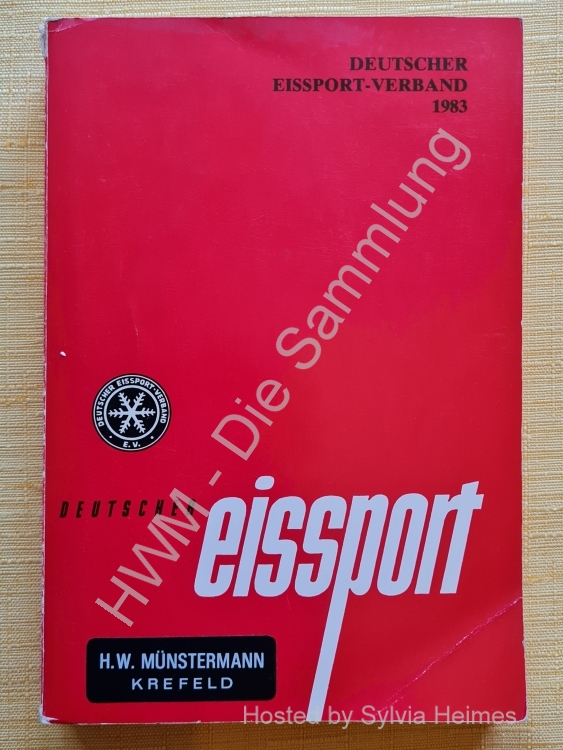 DEUTSCHER
EISSPORT-VERBAND
1983
HWM - Die Sammlung
DEUTSCHER EISSPORT-VERBAND
· E.V. ·
DEUTSCHER
eissport
H.W. MÜNSTERMANN
KREFELD
Hosted by Sylvia Heimes